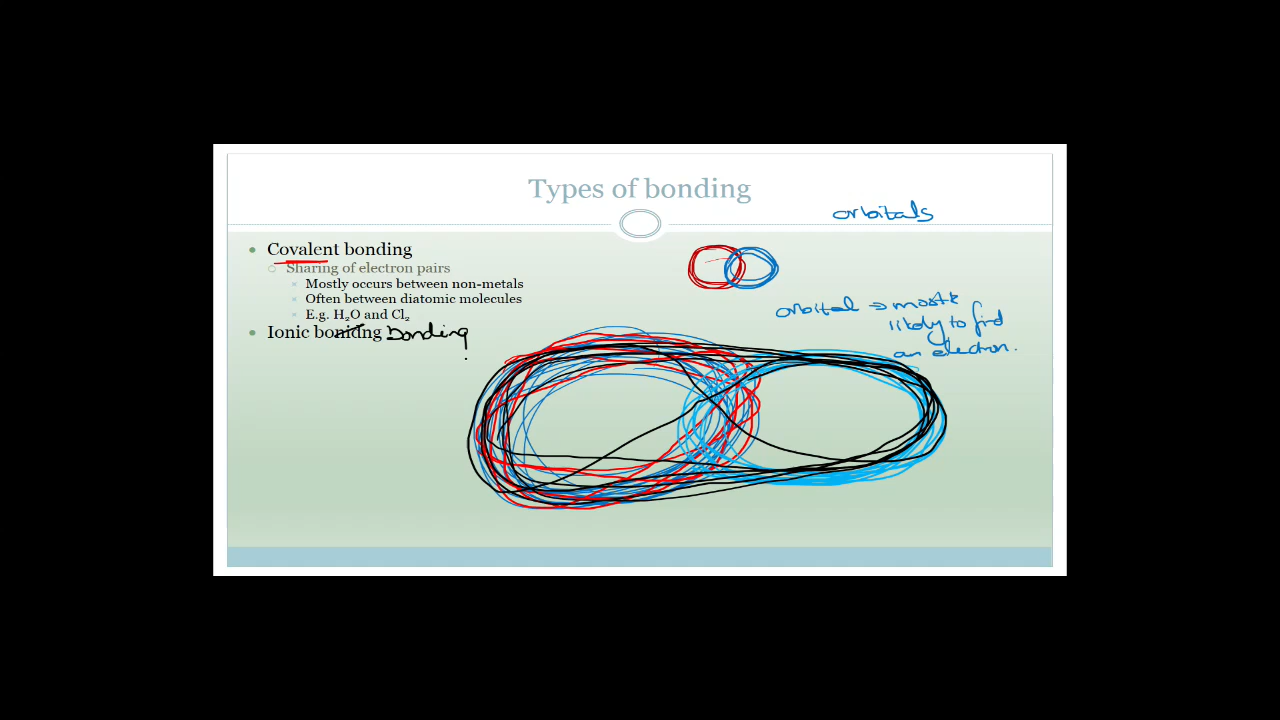 Types of bonding
orbitals
Covalent bonding
Sharing of electron pairs
Mostly occurs between non-metals
Often between diatomic molecules
E.g. H₂O and Cl₂
Ionic boniing bonding
orbital → most
likely to find
an electron.